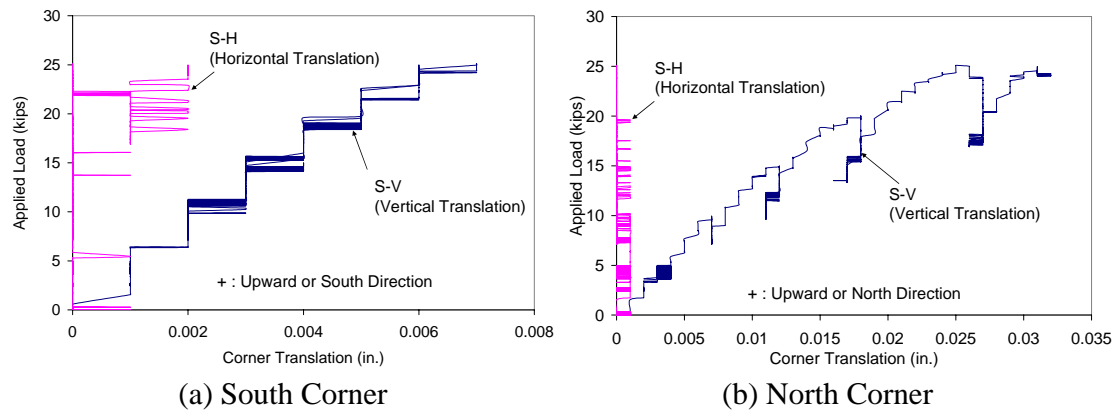 30
25
20
15
10
5
0
Applied Load (kips)
S-H
(Horizontal Translation)
S-V
(Vertical Translation)
+ : Upward or South Direction
0 0.002 0.004 0.006 0.008
Corner Translation (in.)
(a) South Corner
30
25
20
15
10
5
0
Applied Load (kips)
S-H
(Horizontal Translation)
S-V
(Vertical Translation)
+ : Upward or North Direction
0 0.005 0.01 0.015 0.02 0.025 0.03 0.035
Corner Translation (in.)
(b) North Corner